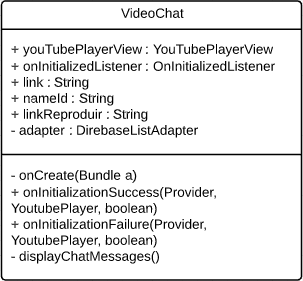 VideoChat
+ youTubePlayerView : YouTubePlayerView
+ onInitializedListener : OnInitializedListener
+ link : String
+ nameId : String
+ linkReproduir : String
- adapter : DirebaseListAdapter
- onCreate(Bundle a)
+ onInitializationSuccess(Provider,
YoutubePlayer, boolean)
+ onInitializationFailure(Provider,
YoutubePlayer, boolean)
- displayChatMessages()